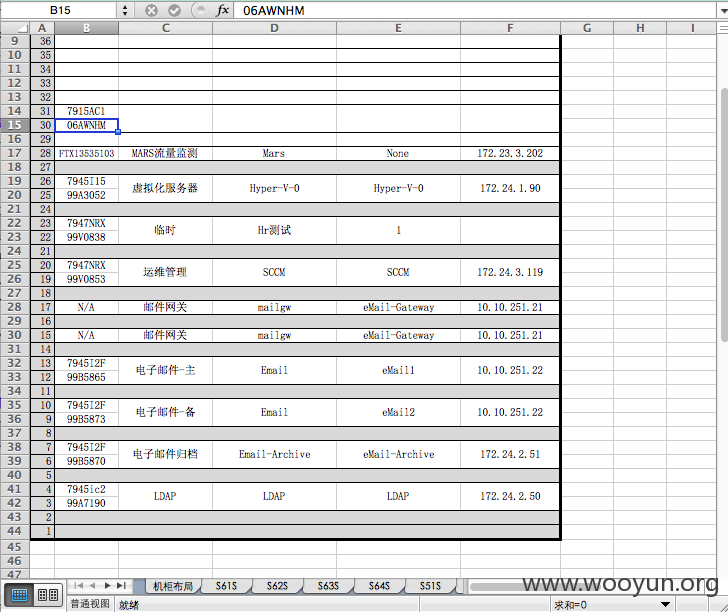 B15 fx 06AWNHM
A B C D E F G H I
9 36
10 35
11 34
12 33
13 32
14 31 7915AC1
15 30 06AWNHM
16 29
17 28 FTX13535103 MARS流量监测 Mars None 172.23.3.202
18 27
19 26 7945I15
虚拟化服务器 Hyper-V-0 Hyper-V-0 172.24.1.90
20 25 99A3052
21 24
22 23 7947NRX
临时 Hr测试 1
23 22 99V0838
24 21
25 20 7947NRX
运维管理 SCCM SCCM 172.24.3.119
26 19 99V0853
27 18
28 17 N/A 邮件网关 mailgw eMail-Gateway 10.10.251.21
29 16
30 15 N/A 邮件网关 mailgw eMail-Gateway 10.10.251.21
31 14
32 13 7945I2F
电子邮件-主 Email eMail1 10.10.251.22
33 12 99B5865
34 11
35 10 7945I2F
电子邮件-备 Email eMail2 10.10.251.22
36 9 99B5873
37 8
38 7 7945I2F
电子邮件归档 Email-Archive eMail-Archive 172.24.2.51
39 6 99B5870
40 5
41 4 7945ic2
LDAP LDAP LDAP 172.24.2.50
42 3 99A7190
43 2
44 1
45
46
47
机柜布局 S61S S62S S63S S64S S51S
www.wooyun.org
普通视图 就绪 求和=0